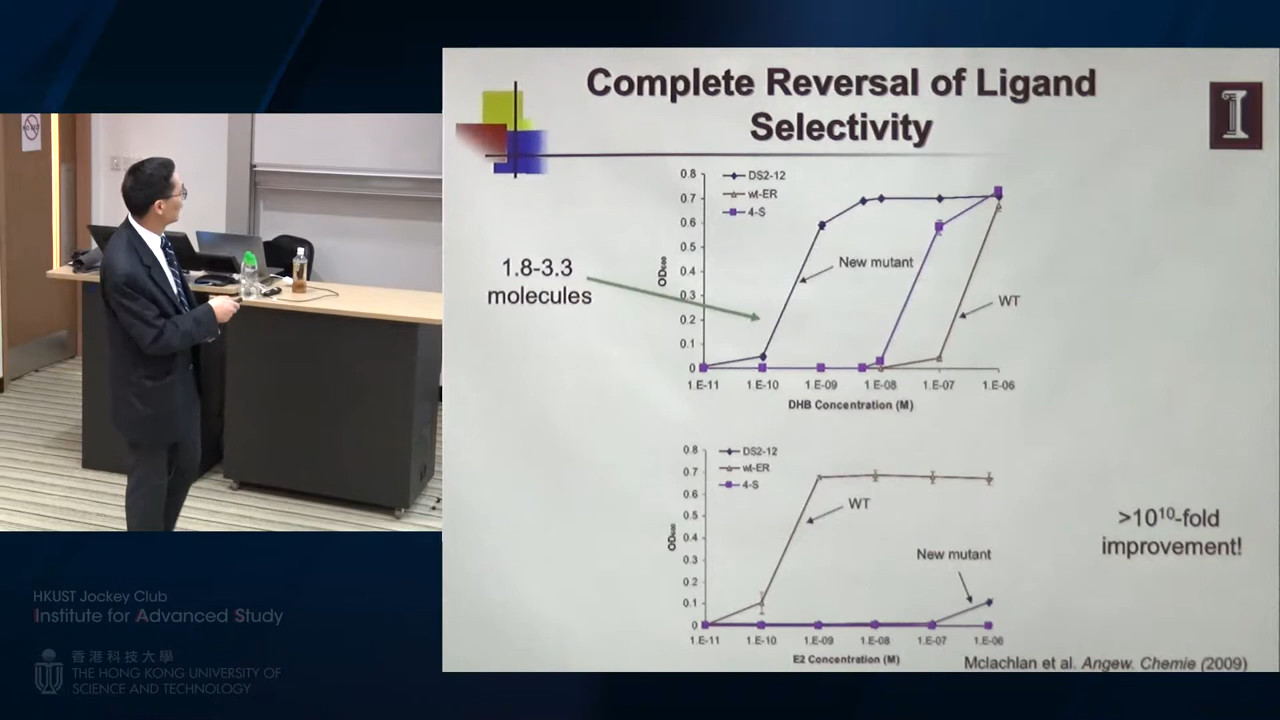 Complete Reversal of Ligand
Selectivity
I
1.8-3.3
molecules
DS2-12
wt-ER
4-S
OD600
0.8
0.7
0.6
0.5
0.4
0.3
0.2
0.1
0
New mutant
WT
1.E-11 1.E-10 1.E-09 1.E-08 1.E-07 1.E-06
DHB Concentration (M)
DS2-12
wt-ER
4-S
OD600
0.8
0.7
0.6
0.5
0.4
0.3
0.2
0.1
0
WT
New mutant
1.E-11 1.E-10 1.E-09 1.E-08 1.E-07 1.E-06
E2 Concentration (M)
>10¹⁰-fold
improvement!
Mclachlan et al. Angew. Chemie (2009)
HKUST Jockey Club
Institute for Advanced Study
香港科技大學
THE HONG KONG UNIVERSITY OF
SCIENCE AND TECHNOLOGY